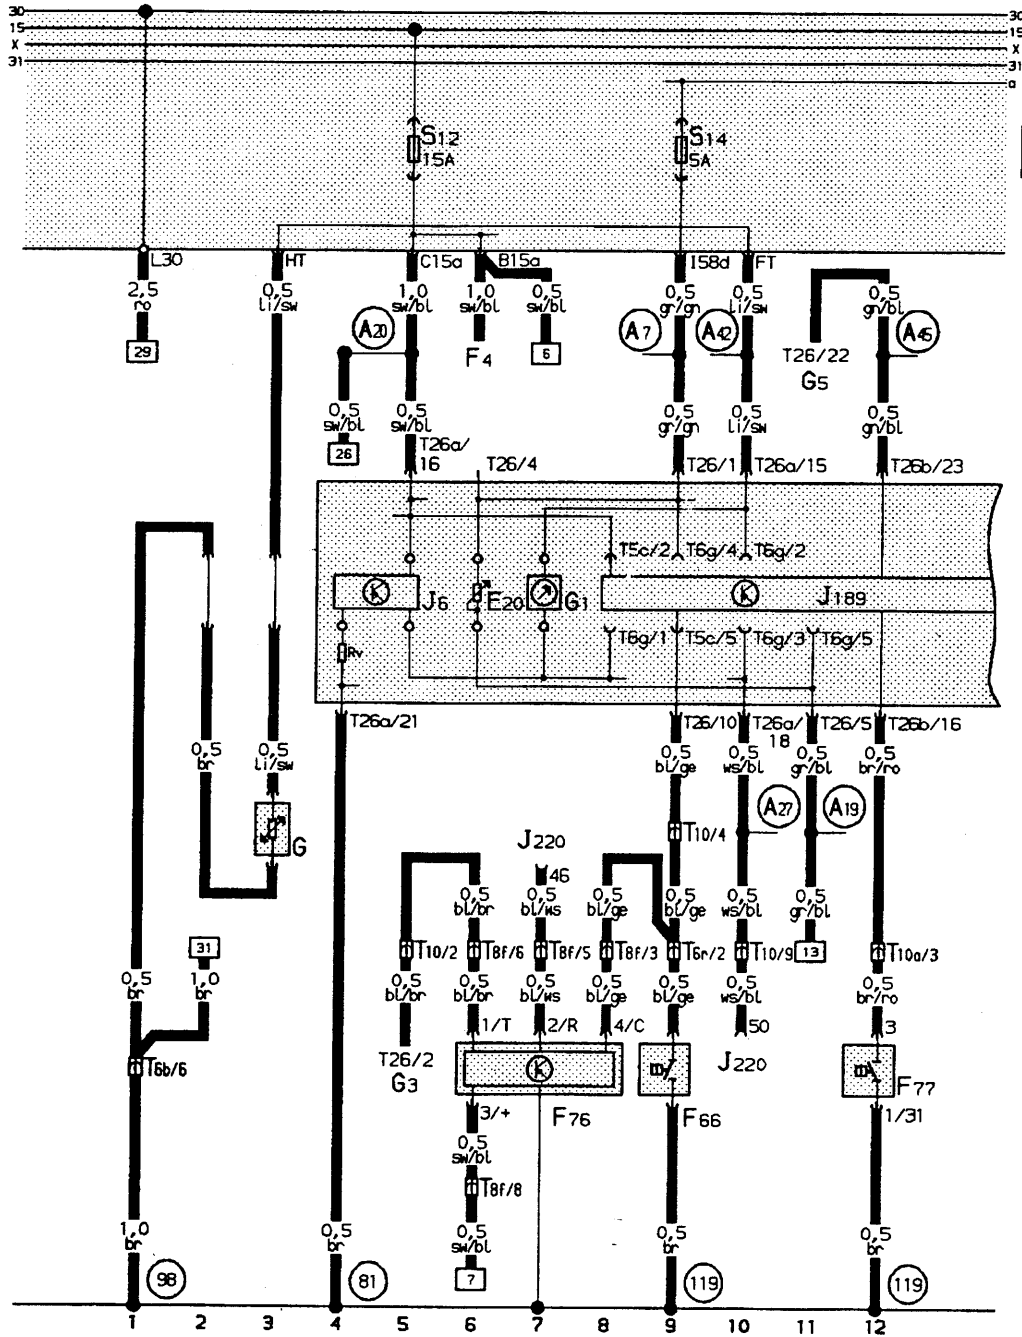 30 30
15 15
X X
31 31
a
S12 S14
15A 5A
L30 HT C15a B15a I58d FT
2,5 0,5 1,0 1,0 0,5 0,5 0,5 0,5
ro li/sw sw/bl sw/bl sw/bl gr/gn li/sw gn/bl
A20 A7 A42 A45
29 F4 6 T26/22
G5
0,5 0,5 0,5 0,5 0,5
sw/bl sw/bl gr/gn li/sw gn/bl
26 T26a/
16 T26/4 T26/1 T26a/15 T26b/23
T5c/2 T6g/4 T6g/2
J6 E20 G1 J189
T6g/1 T5c/5 T6g/3 T6g/5
Rv
T26a/21 T26/10 T26a/ T26/5 T26b/16
18
0,5 0,5 0,5 0,5 0,5 0,5
br li/sw bl/ge ws/bl gr/bl br/ro
A27 A19
G T10/4
J220
46
0,5 0,5 0,5 0,5 0,5 0,5
bl/br bl/ws bl/ge bl/ge ws/bl gr/bl
31 T10/2 T8f/6 T8f/5 T8f/3 T6r/2 T10/9 13 T10a/3
0,5 1,0 0,5 0,5 0,5 0,5 0,5 0,5 0,5
br br bl/br bl/br bl/ws bl/ge bl/ge ws/bl br/ro
1/T 2/R 4/C 50 3
T6b/6 T26/2 J220
G3 F77
3/+ F76 F66 1/31
0,5
sw/bl
T8f/8
1,0 0,5 0,5 0,5 0,5
br br sw/bl br br
98 81 7 119 119
1 2 3 4 5 6 7 8 9 10 11 12